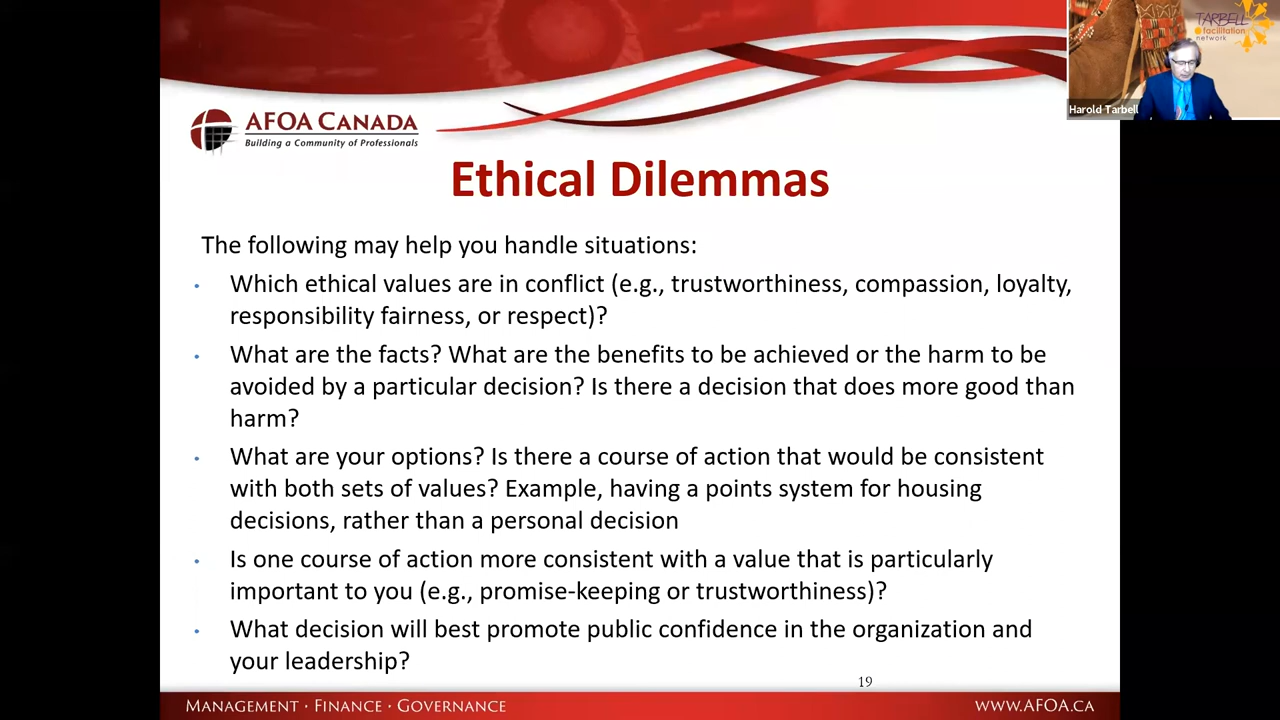 TARBELL
facilitation
network
Harold Tarbell
AFOA CANADA
Building a Community of Professionals
Ethical Dilemmas
The following may help you handle situations:
• Which ethical values are in conflict (e.g., trustworthiness, compassion, loyalty,
responsibility fairness, or respect)?
• What are the facts? What are the benefits to be achieved or the harm to be
avoided by a particular decision? Is there a decision that does more good than
harm?
• What are your options? Is there a course of action that would be consistent
with both sets of values? Example, having a points system for housing
decisions, rather than a personal decision
• Is one course of action more consistent with a value that is particularly
important to you (e.g., promise-keeping or trustworthiness)?
• What decision will best promote public confidence in the organization and
your leadership?
19
MANAGEMENT · FINANCE · GOVERNANCE
WWW.AFOA.CA